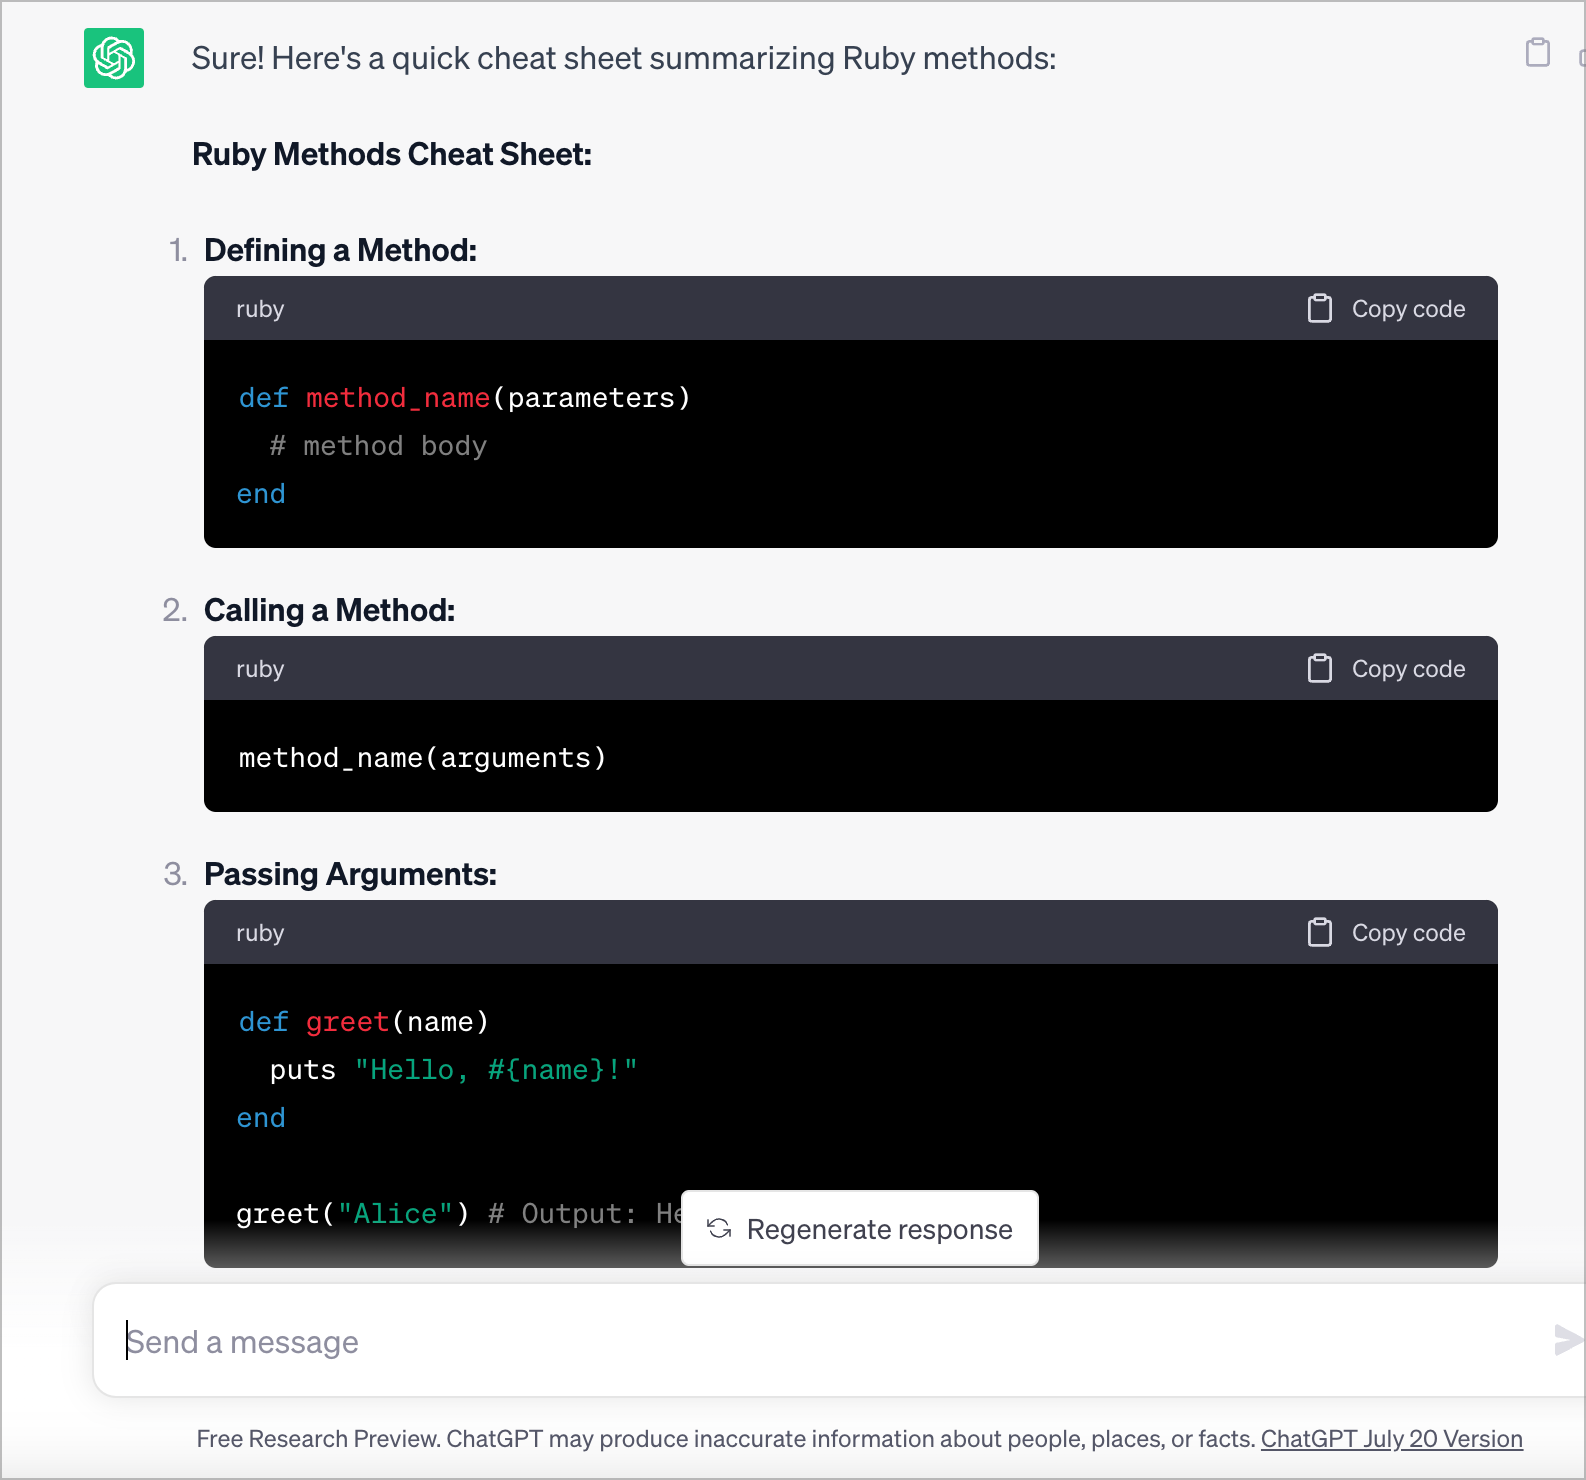 Sure! Here's a quick cheat sheet summarizing Ruby methods:
Ruby Methods Cheat Sheet:
1. Defining a Method:
ruby Copy code
def method_name(parameters)
  # method body
end
2. Calling a Method:
ruby Copy code
method_name(arguments)
3. Passing Arguments:
ruby Copy code
def greet(name)
  puts "Hello, #{name}!"
end
greet("Alice") # Output: He
Regenerate response
Send a message
Free Research Preview. ChatGPT may produce inaccurate information about people, places, or facts. ChatGPT July 20 Version